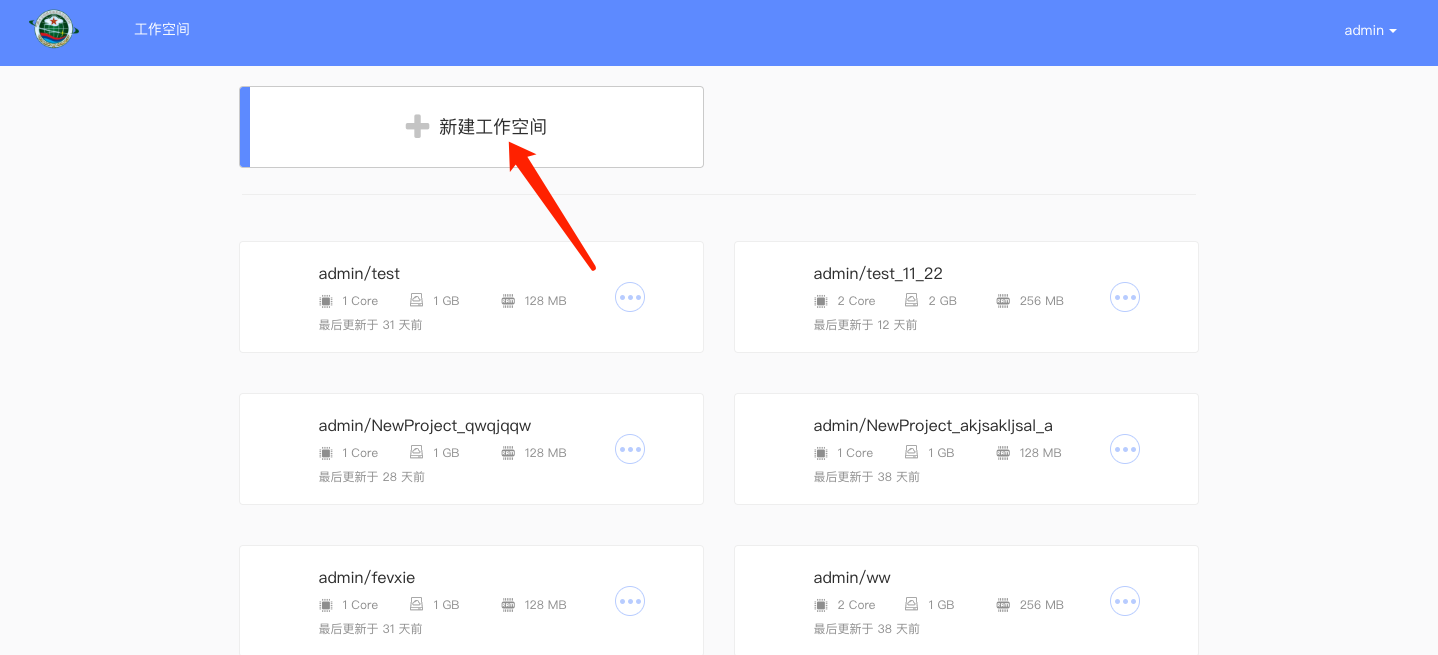 工作空间
admin
新建工作空间
admin/test
1 Core 1 GB 128 MB
最后更新于 31 天前
admin/test_11_22
2 Core 2 GB 256 MB
最后更新于 12 天前
admin/NewProject_qwqjqqw
1 Core 1 GB 128 MB
最后更新于 28 天前
admin/NewProject_akjsakljsal_a
1 Core 1 GB 128 MB
最后更新于 38 天前
admin/fevxie
1 Core 1 GB 128 MB
最后更新于 31 天前
admin/ww
2 Core 1 GB 256 MB
最后更新于 38 天前